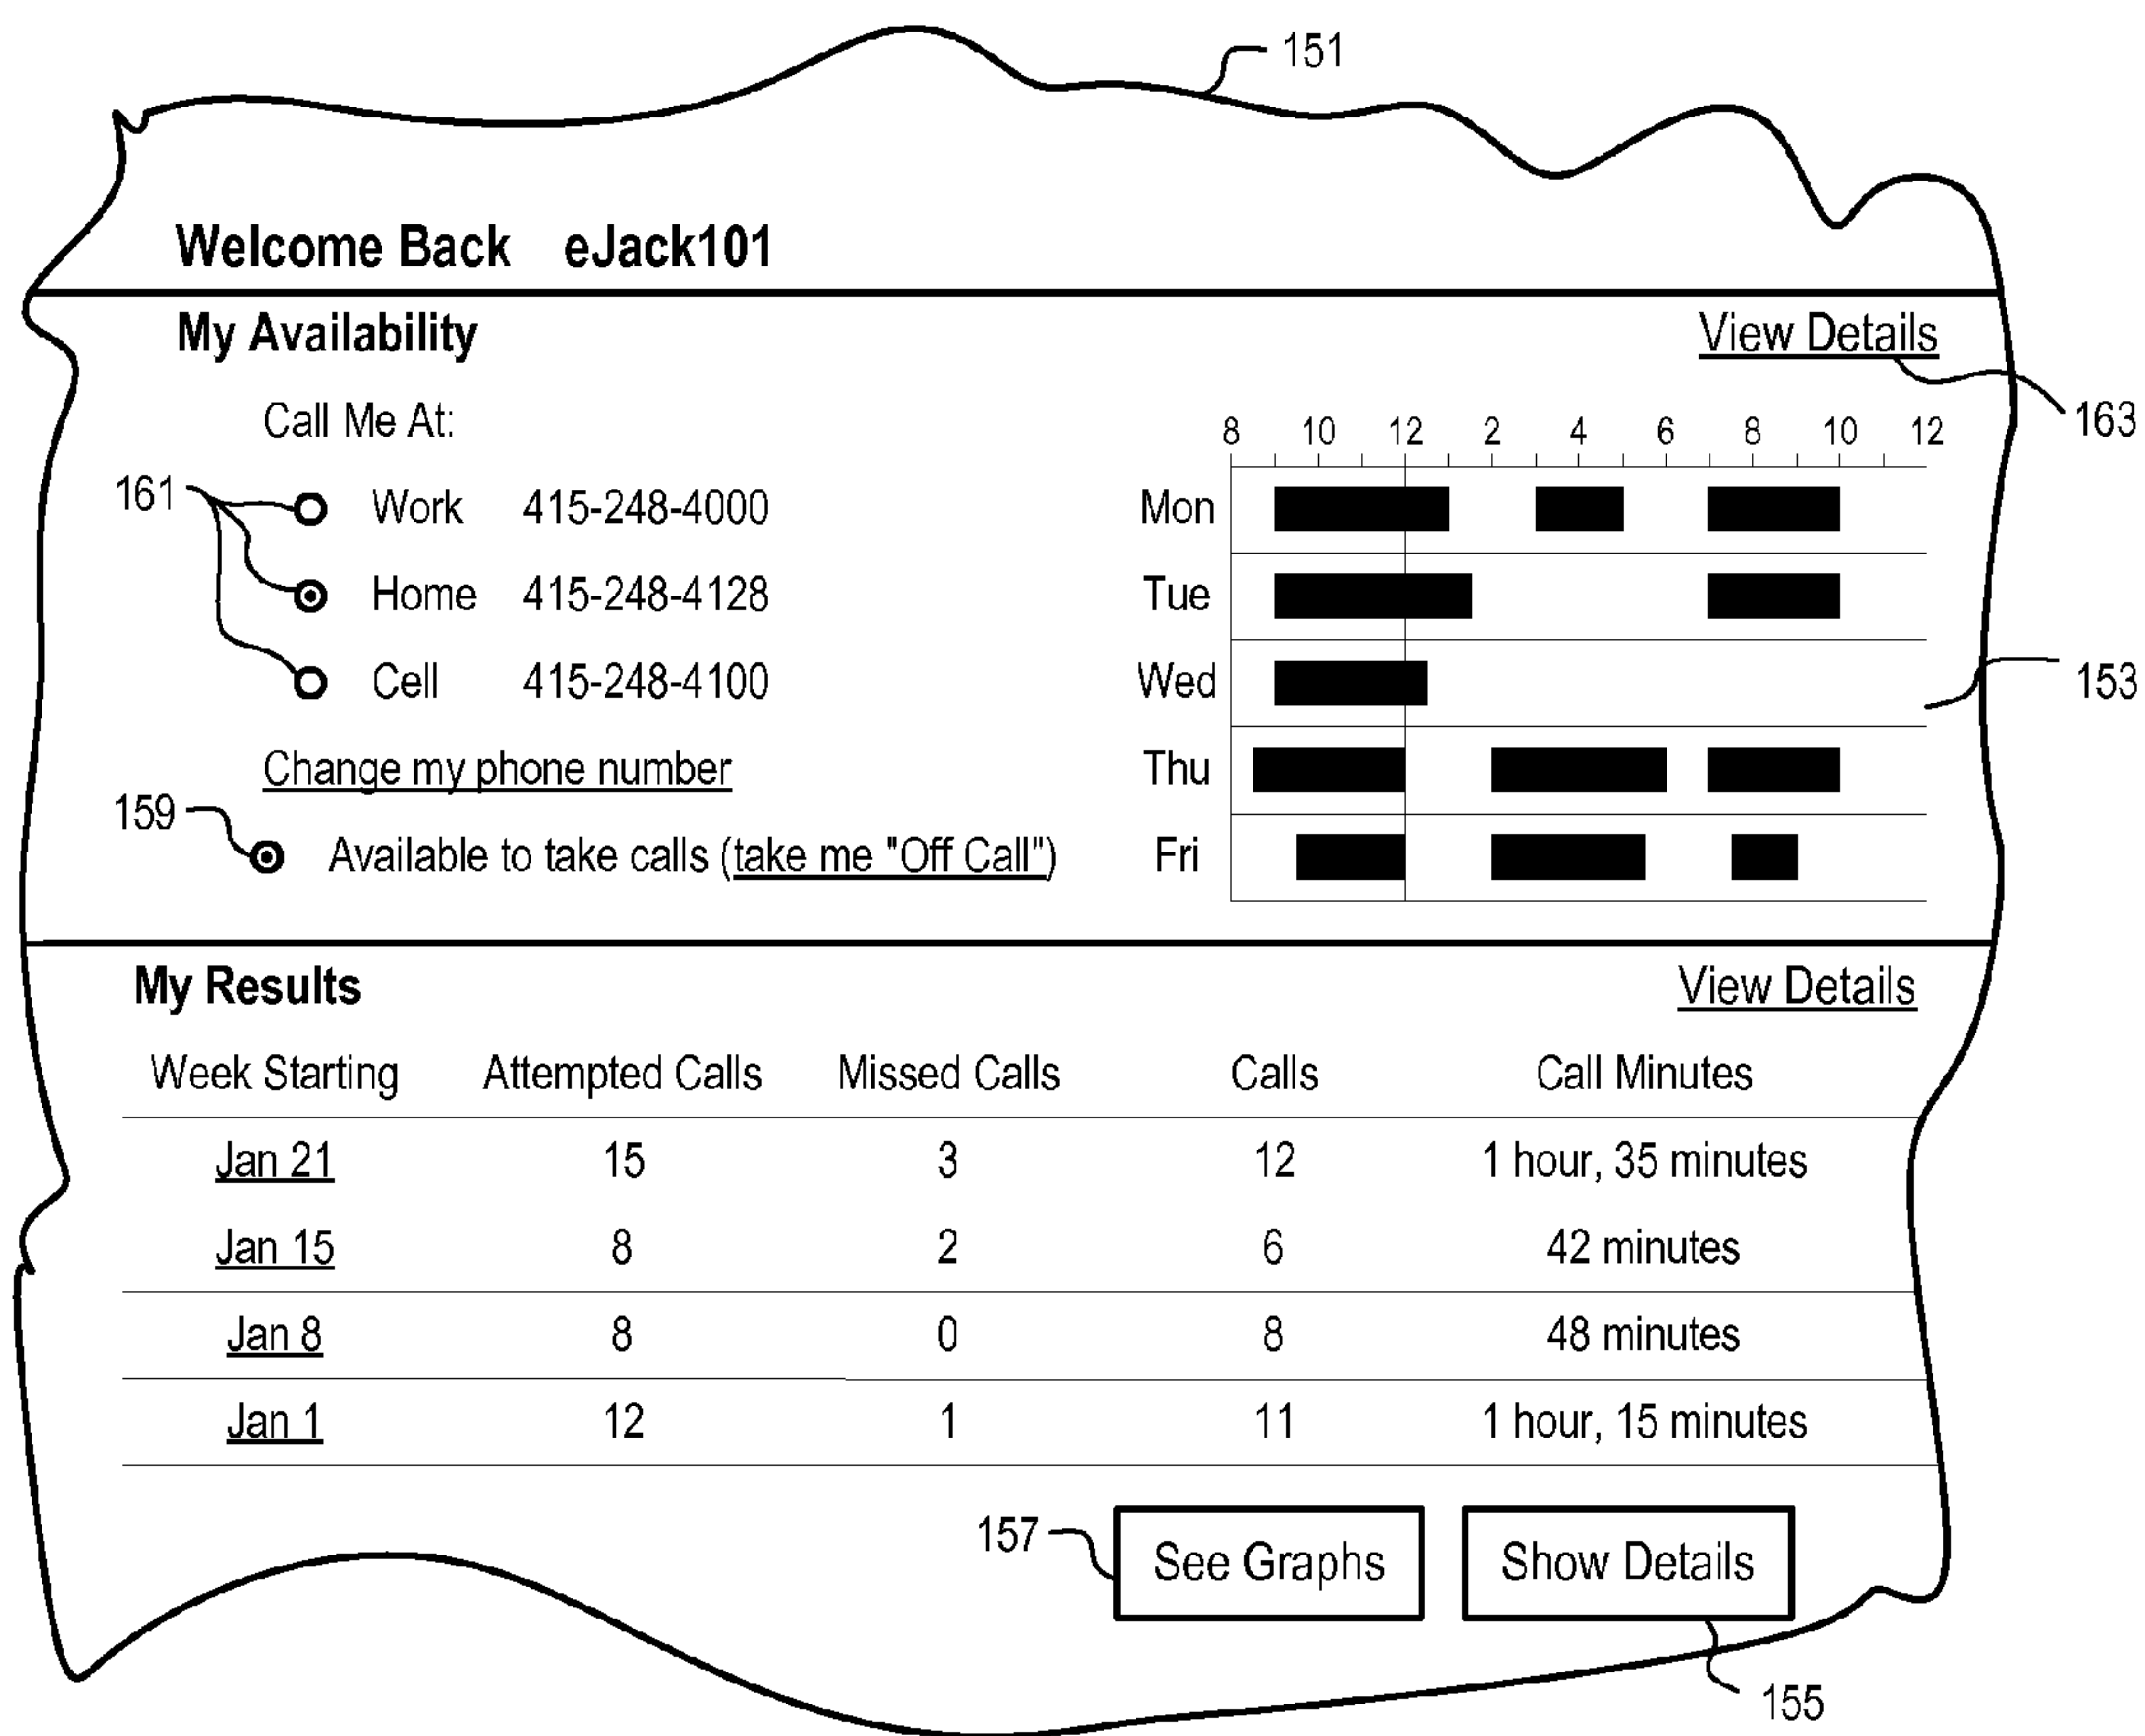 151
Welcome Back eJack101
My Availability View Details
163
Call Me At:
8 10 12 2 4 6 8 10 12
161 Work 415-248-4000 Mon
Home 415-248-4128 Tue
Cell 415-248-4100 Wed 153
Change my phone number Thu
159
Available to take calls (take me "Off Call") Fri
My Results View Details
Week Starting Attempted Calls Missed Calls Calls Call Minutes
Jan 21 15 3 12 1 hour, 35 minutes
Jan 15 8 2 6 42 minutes
Jan 8 8 0 8 48 minutes
Jan 1 12 1 11 1 hour, 15 minutes
157 See Graphs Show Details
155